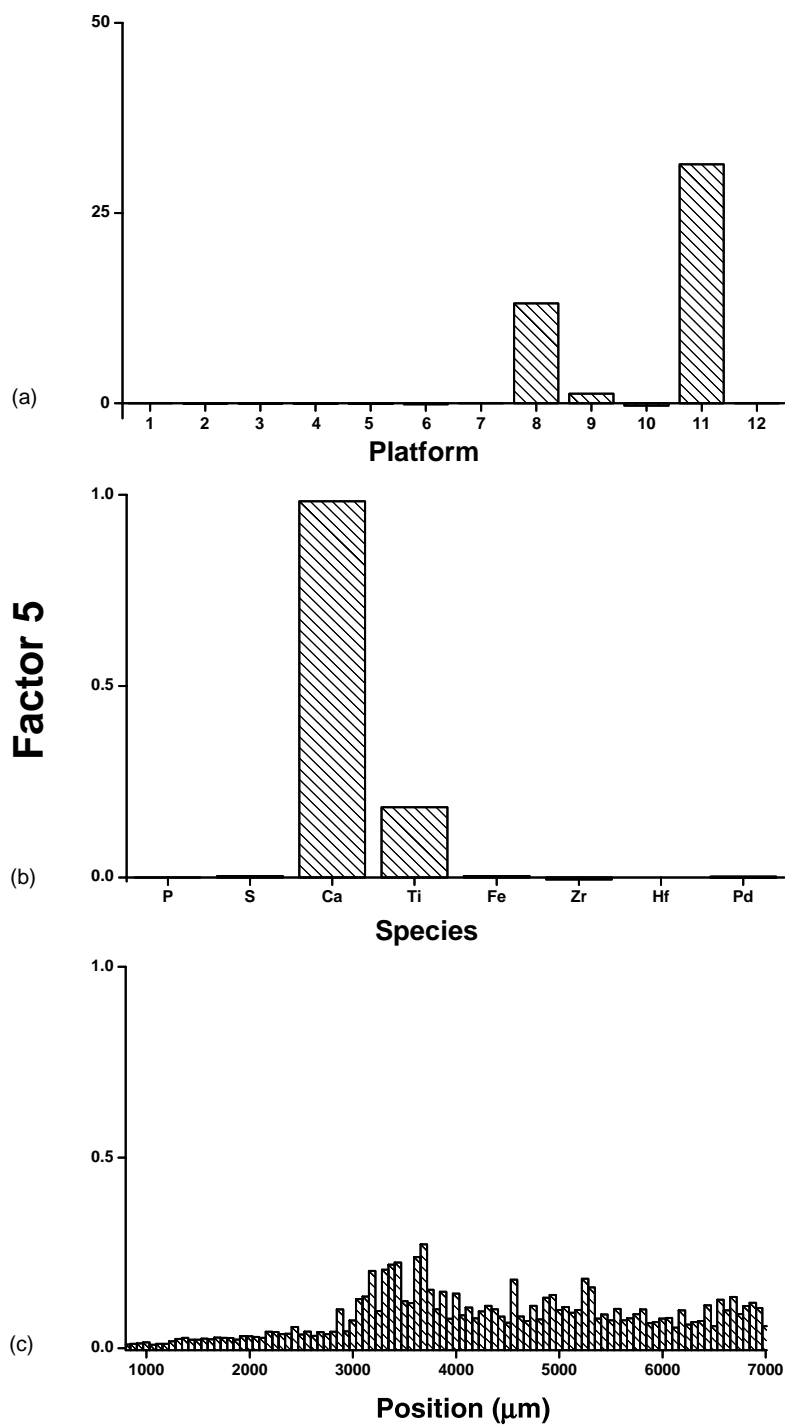 Factor 5
50
25
0
(a)
1 2 3 4 5 6 7 8 9 10 11 12
Platform
1.0
0.5
0.0
(b)
P S Ca Ti Fe Zr Hf Pd
Species
1.0
0.5
0.0
(c)
1000 2000 3000 4000 5000 6000 7000
Position (μm)